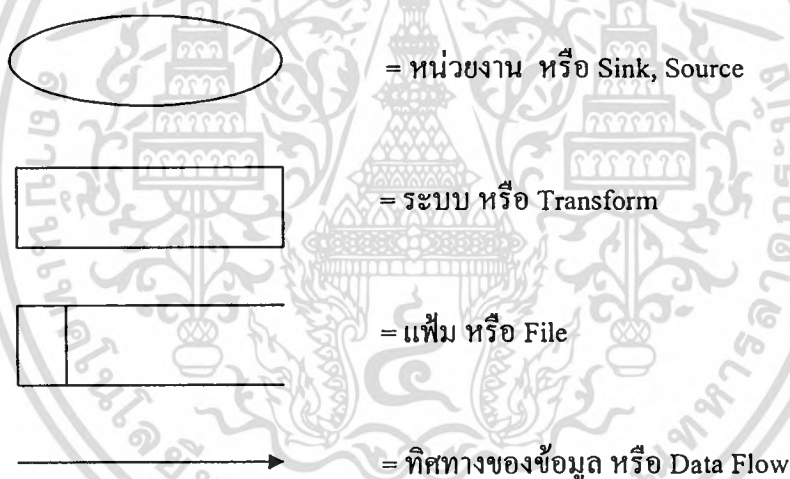 = หน่วยงาน หรือ Sink, Source
= ระบบ หรือ Transform
= แฟ้ม หรือ File
= ทิศทางของข้อมูล หรือ Data Flow